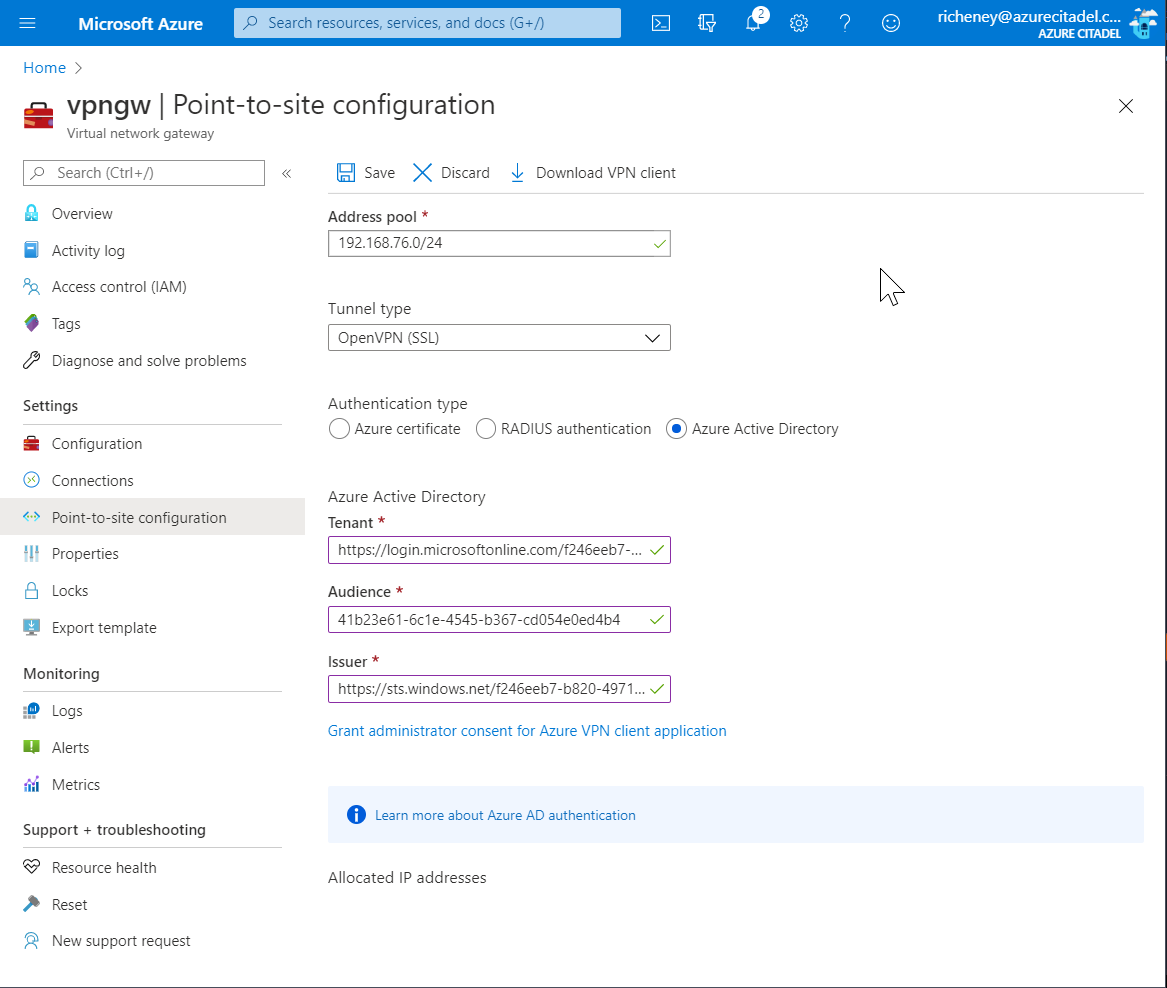 Microsoft Azure
Search resources, services, and docs (G+/)
2
richeney@azurecitadel.c...
AZURE CITADEL
Home
vpngw | Point-to-site configuration
Virtual network gateway
Search (Ctrl+/)
Overview
Activity log
Access control (IAM)
Tags
Diagnose and solve problems
Settings
Configuration
Connections
Point-to-site configuration
Properties
Locks
Export template
Monitoring
Logs
Alerts
Metrics
Support + troubleshooting
Resource health
Reset
New support request
Save Discard Download VPN client
Address pool *
192.168.76.0/24
Tunnel type
OpenVPN (SSL)
Authentication type
Azure certificate RADIUS authentication Azure Active Directory
Azure Active Directory
Tenant *
https://login.microsoftonline.com/f246eeb7-...
Audience *
41b23e61-6c1e-4545-b367-cd054e0ed4b4
Issuer *
https://sts.windows.net/f246eeb7-b820-4971...
Grant administrator consent for Azure VPN client application
Learn more about Azure AD authentication
Allocated IP addresses